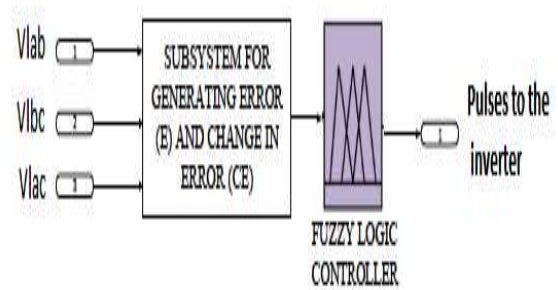 Vlab
1
SUBSYSTEM FOR
GENERATING ERROR
(E) AND CHANGE IN
ERROR (CE)
Vlbc
2
Vlac
3
FUZZY LOGIC
CONTROLLER
1
Pulses to the
inverter